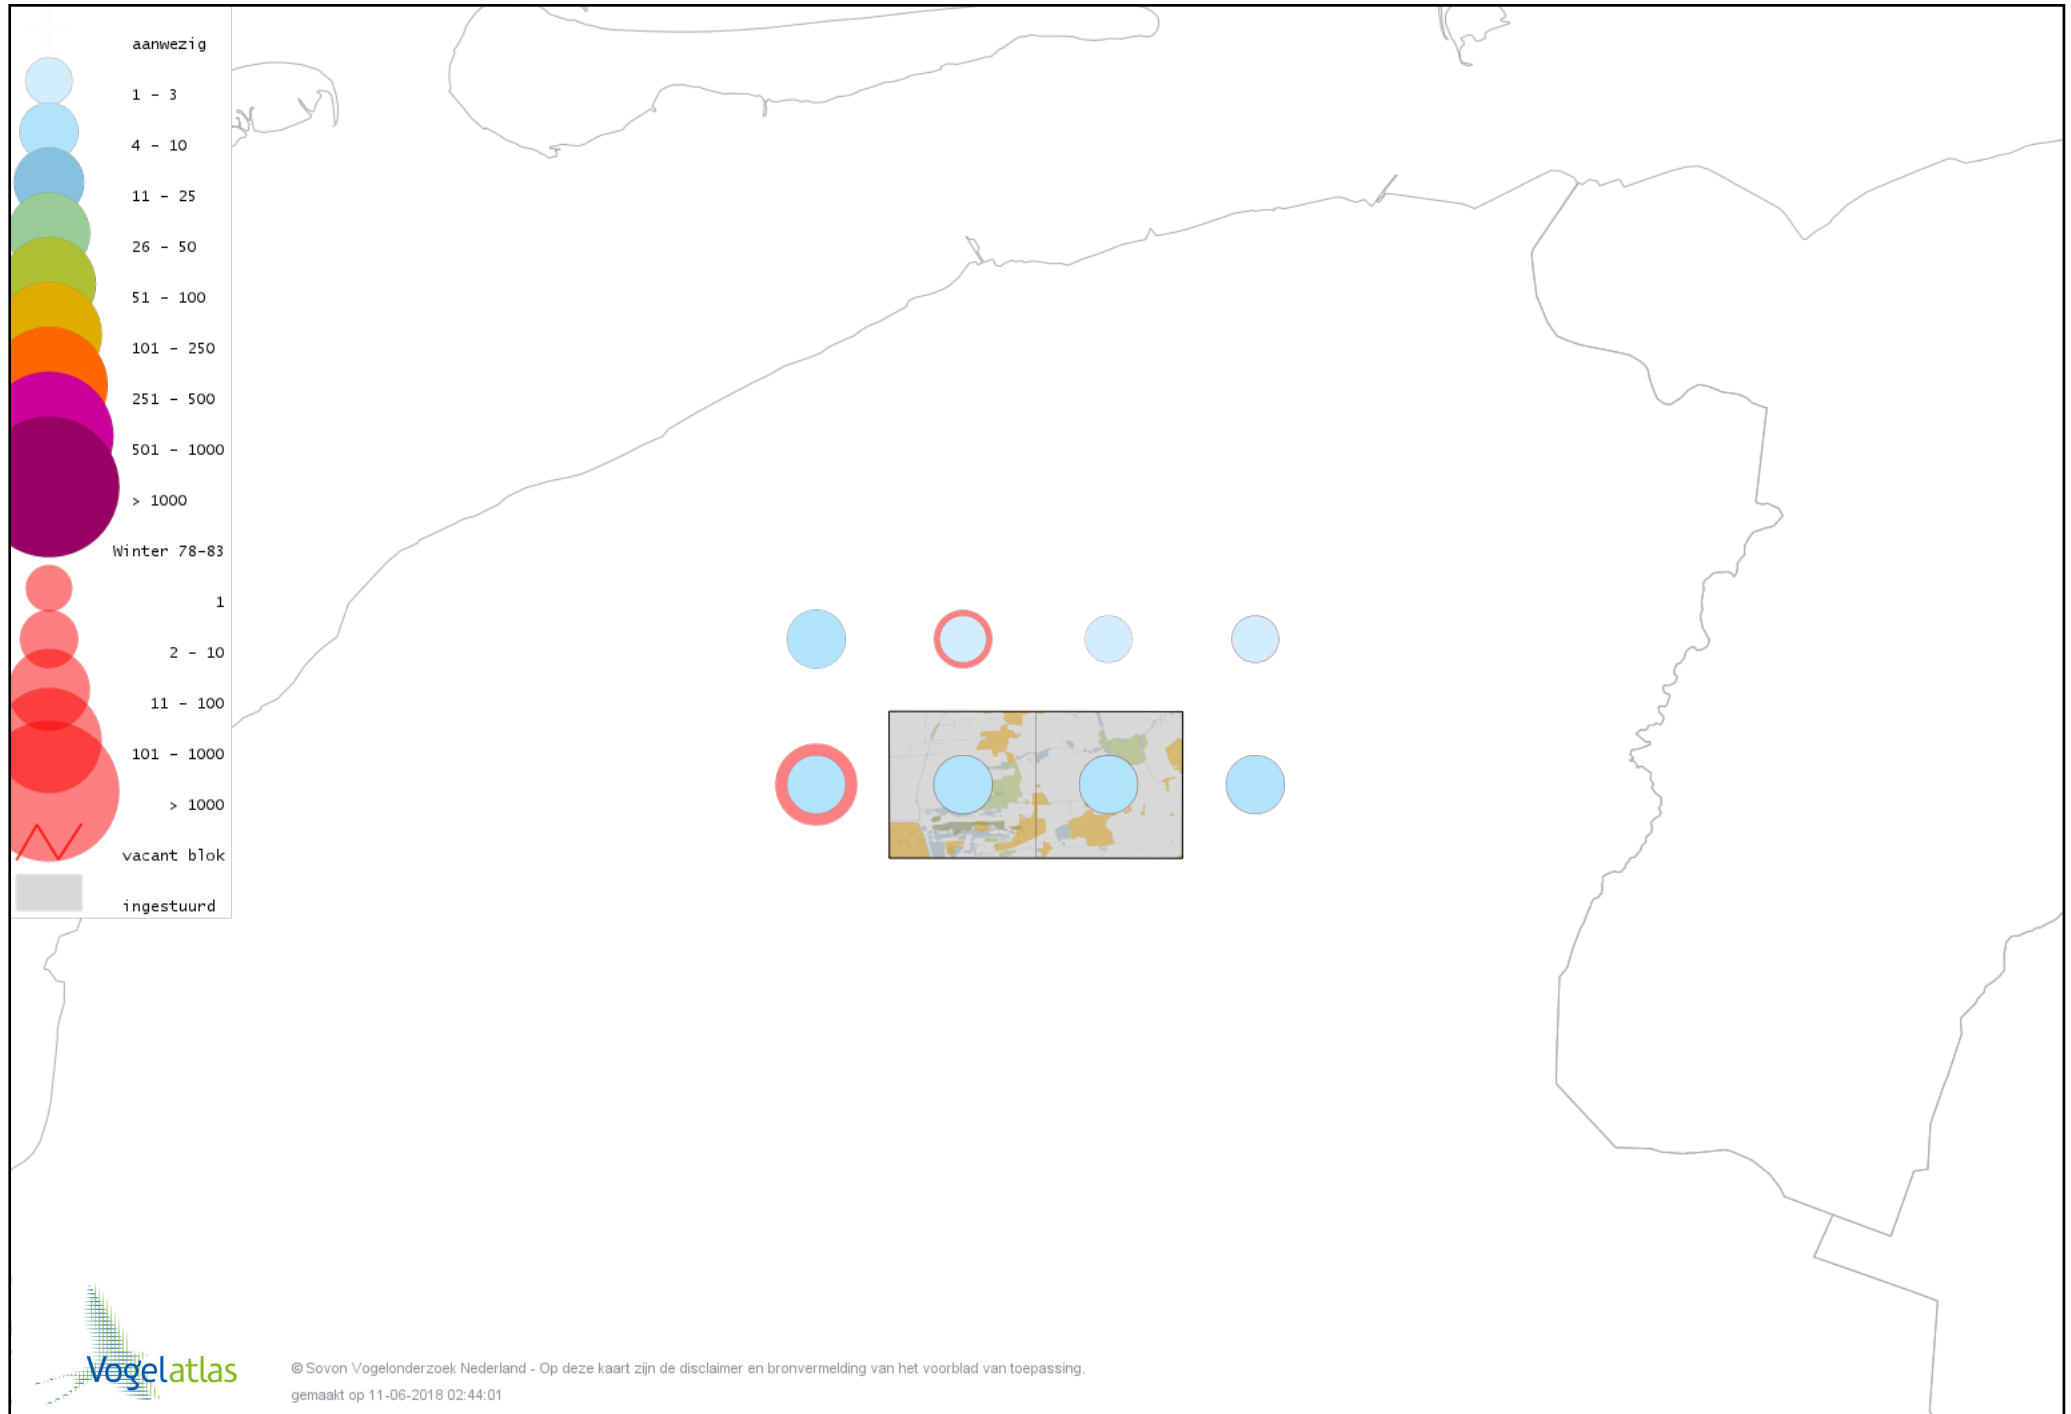 aanwezig
1 - 3
4 - 10
11 - 25
26 - 50
51 - 100
101 - 250
251 - 500
501 - 1000
> 1000
Winter 78-83
1
2 - 10
11 - 100
101 - 1000
> 1000
vacant blok
ingestuurd
Vogelatlas
© Sovon Vogelonderzoek Nederland - Op deze kaart zijn de disclaimer en bronvermelding van het voorblad van toepassing.
gemaakt op 11-06-2018 02:44:01